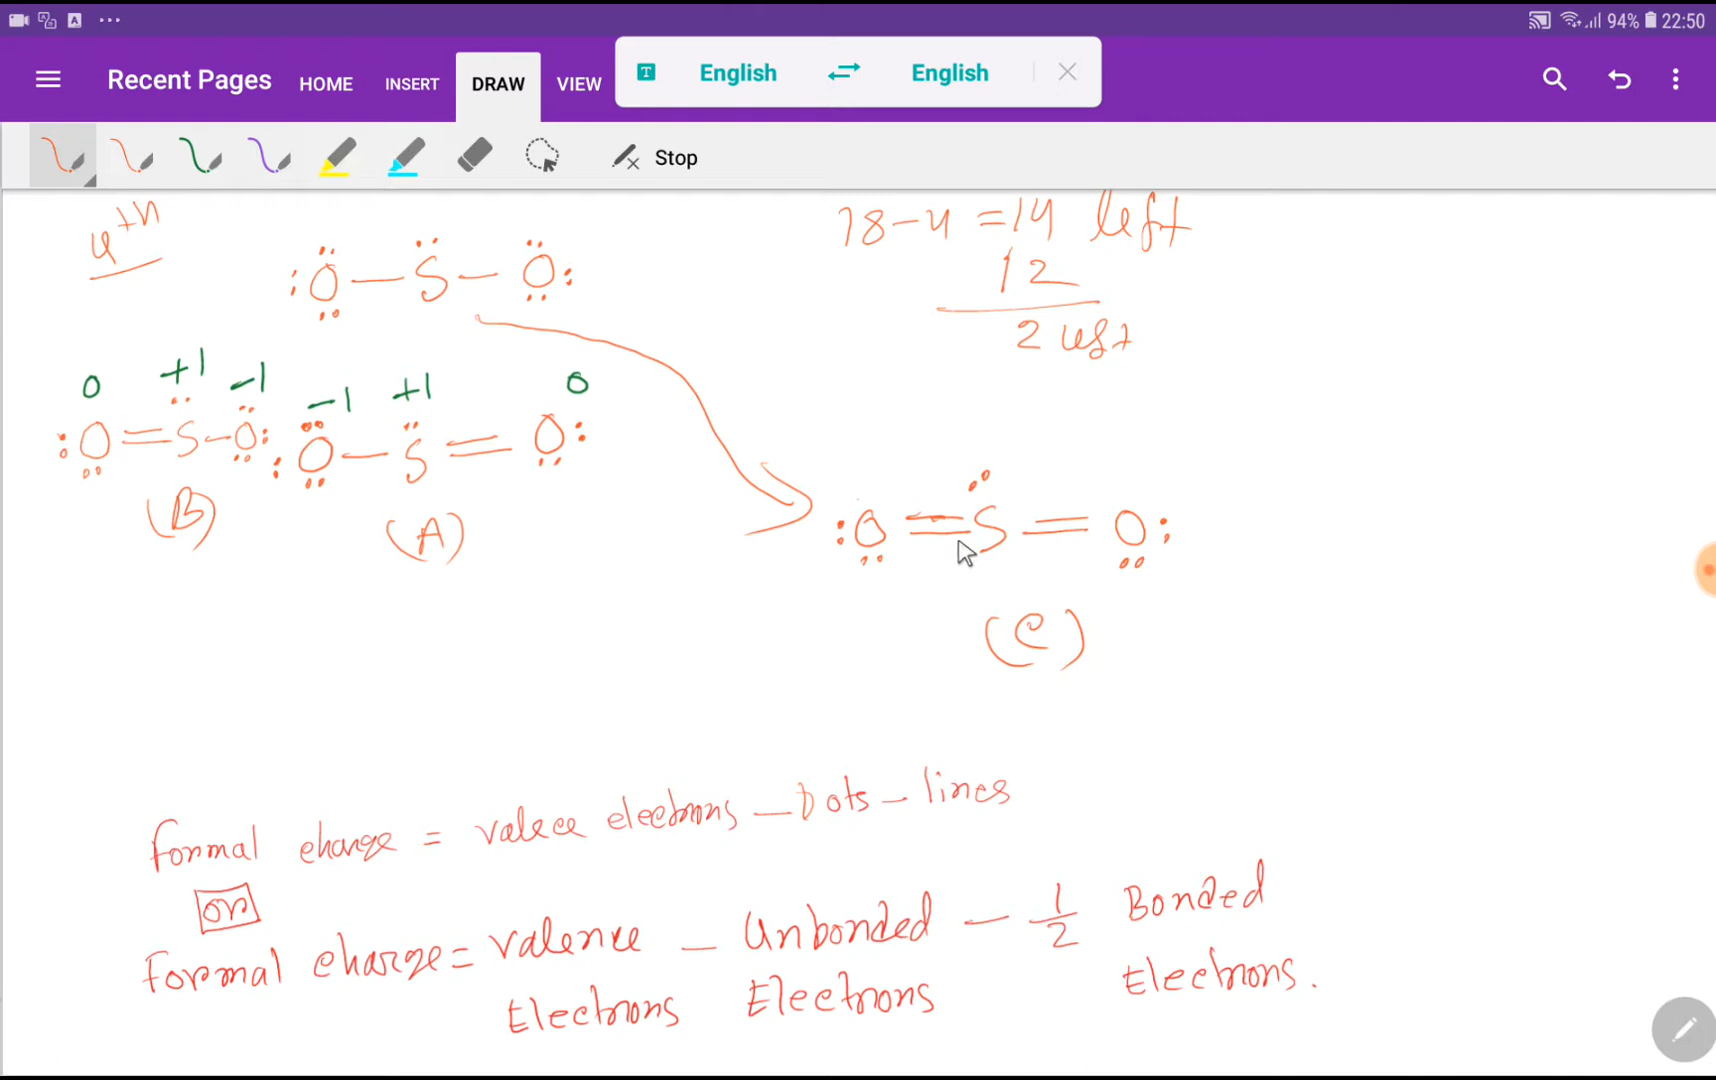 94% 22:50
Recent Pages HOME INSERT DRAW VIEW
English English
Stop
4th
18-4 =14 left
12
2 left
:O — S — O:
0 +1 -1 -1 +1 0
:O = S - O: :O — S = O:
(B) (A)
:O = S = O:
(C)
formal charge = valece electrons - Dots - lines
or
Formal charge = valence - Unbonded - 1/2 Bonded
Electrons Electrons Electrons.